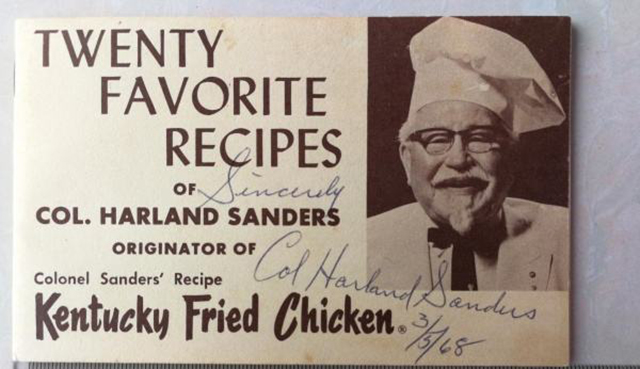 TWENTY
FAVORITE
RECIPES
OF
Sincerely
COL. HARLAND SANDERS
ORIGINATOR OF
Col Harland Sanders
Colonel Sanders' Recipe
Kentucky Fried Chicken®
3/5/68